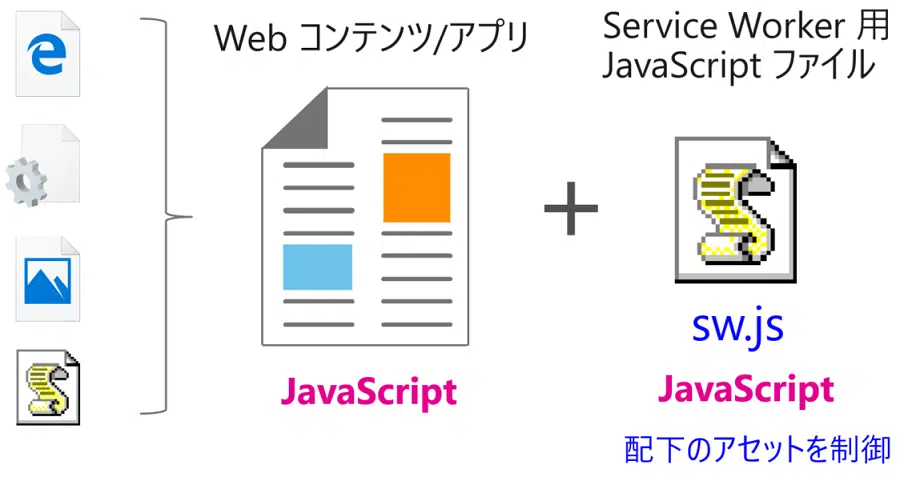 Web コンテンツ/アプリ
Service Worker 用
JavaScript ファイル
sw.js
JavaScript
JavaScript
配下のアセットを制御